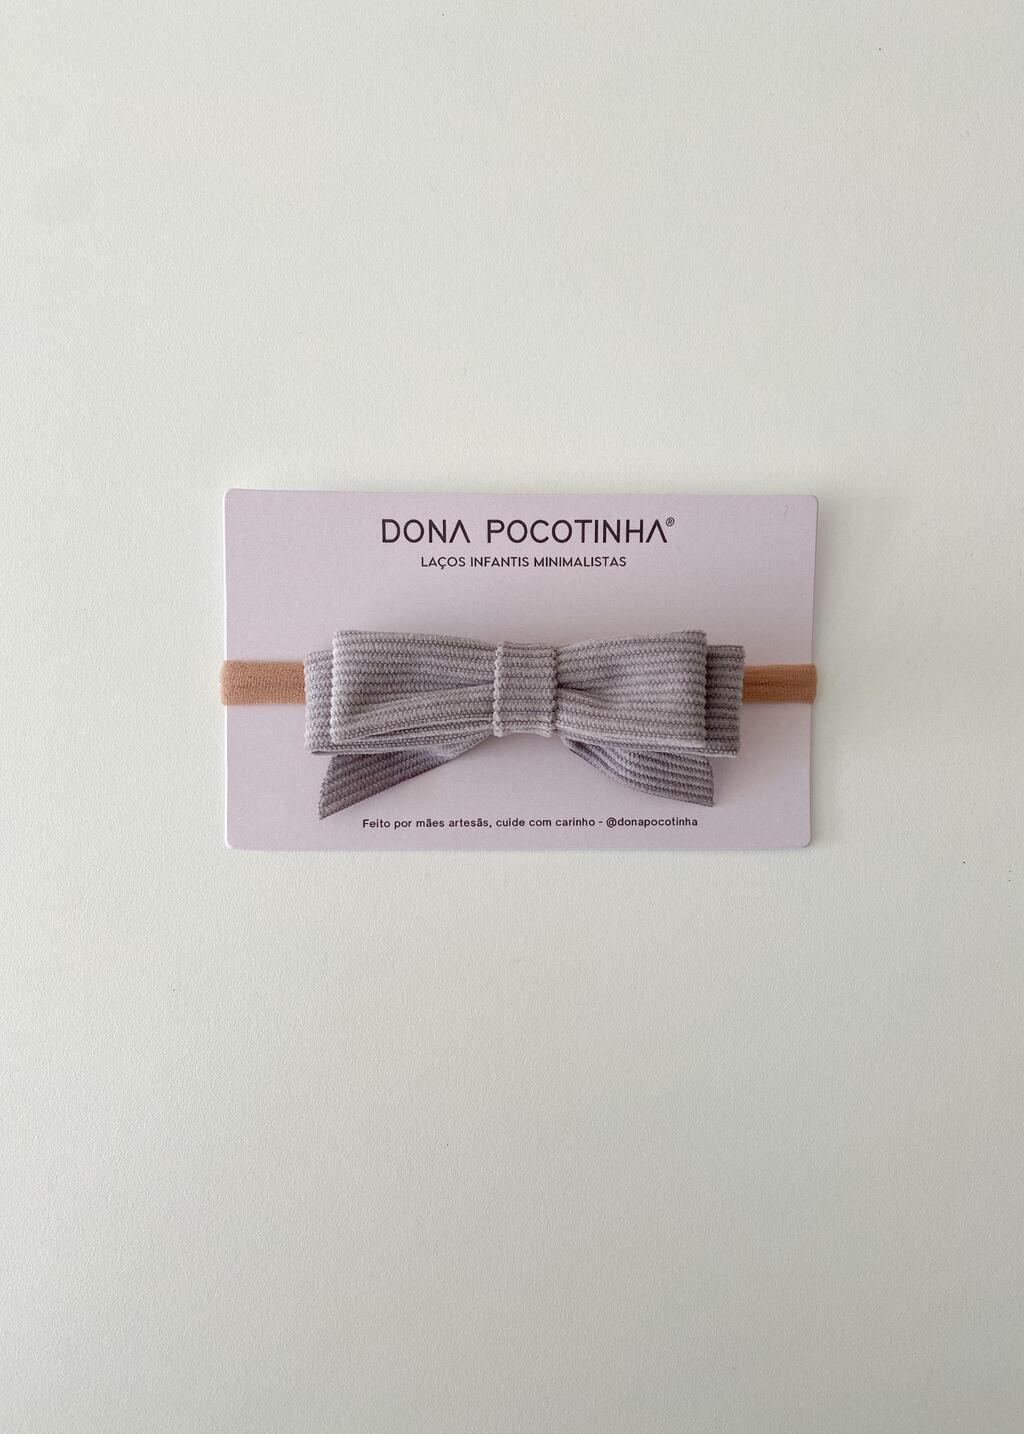 DONA POCOTINHA®
LAÇOS INFANTIS MINIMALISTAS
Feito por mães artesãs, cuide com carinho - @donapocotinha